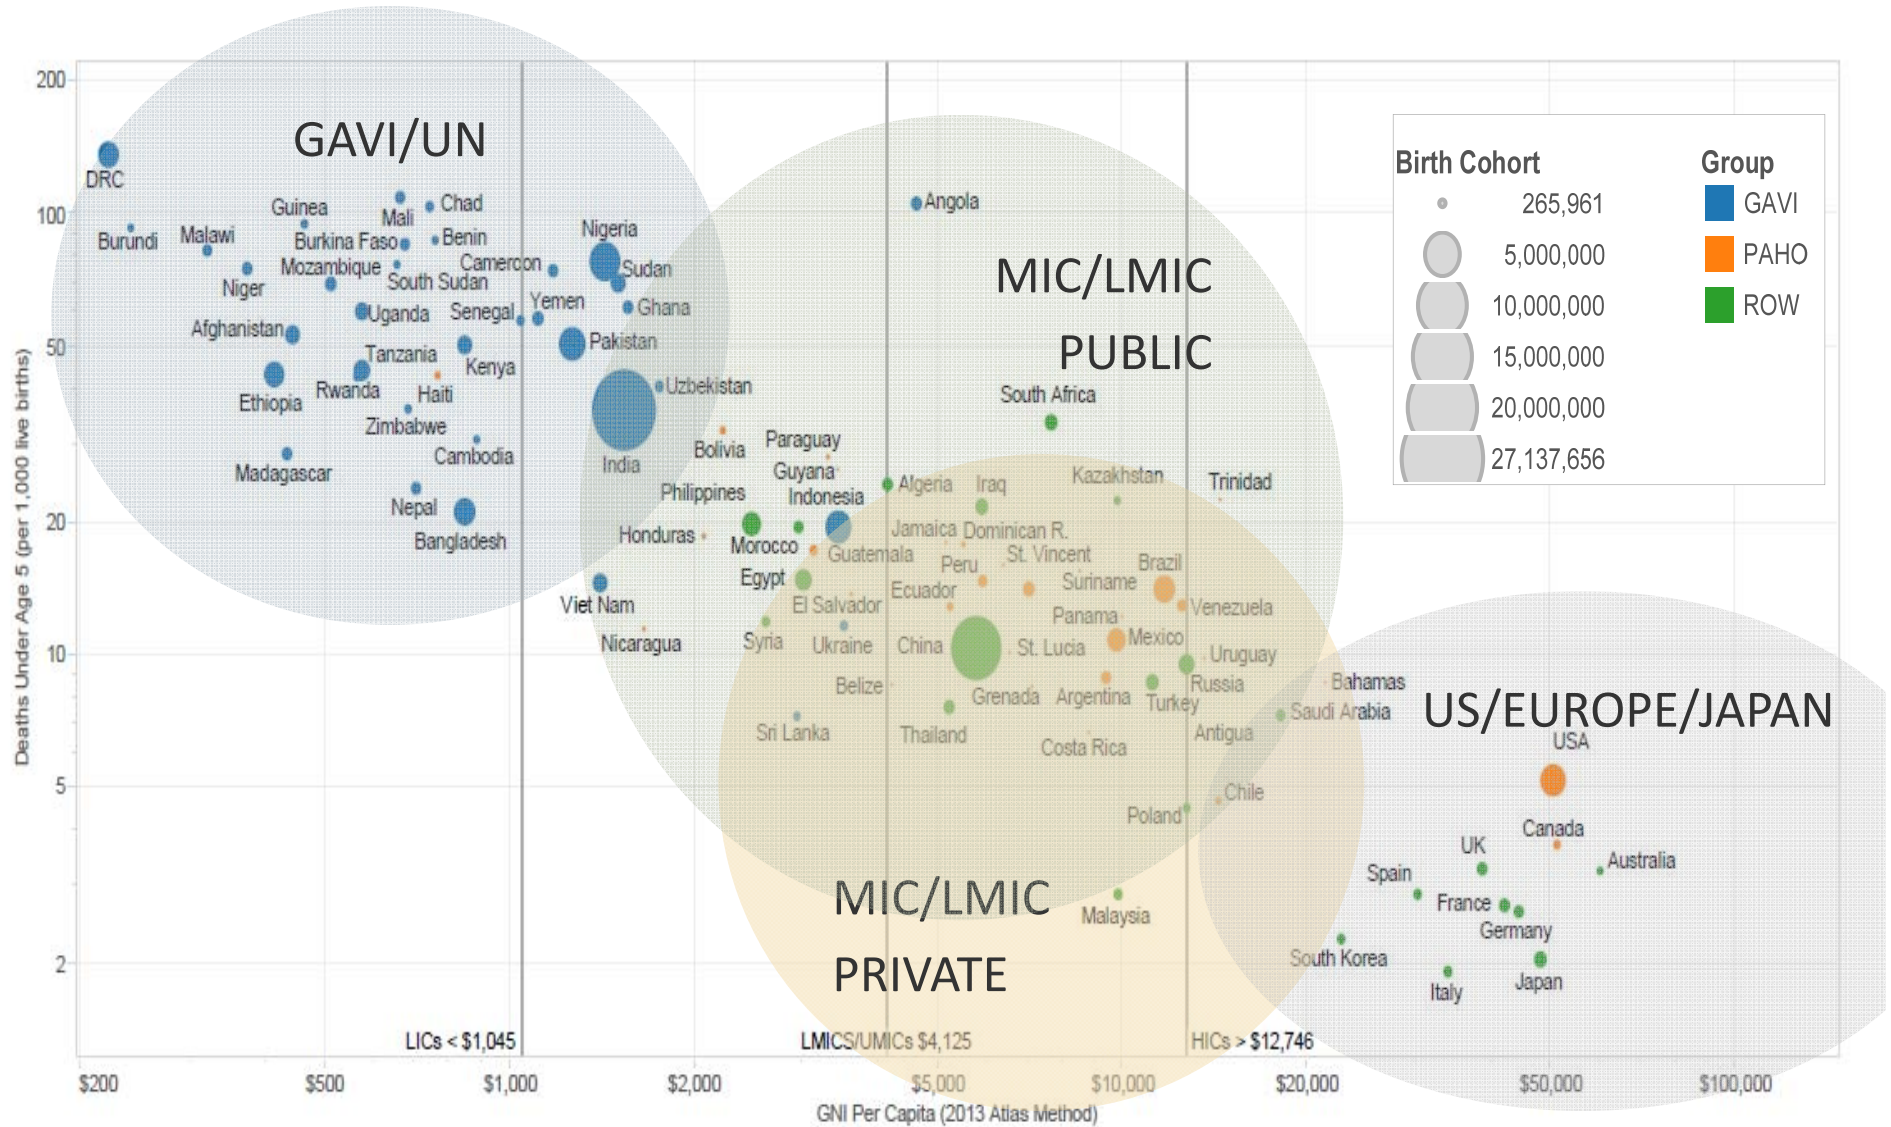 GAVI/UN
MIC/LMIC
PUBLIC
MIC/LMIC
PRIVATE
US/EUROPE/JAPAN
Birth Cohort
265,961
5,000,000
10,000,000
15,000,000
20,000,000
27,137,656
Group
GAVI
PAHO
ROW
Deaths Under Age 5 (per 1,000 live births)
200
100
50
20
10
5
2
DRC
Burundi
Malawi
Guinea
Mali
Chad
Burkina Faso
Benin
Niger
Mozambique
South Sudan
Cameroon
Nigeria
Sudan
Uganda
Senegal
Yemen
Ghana
Afghanistan
Tanzania
Kenya
Pakistan
Ethiopia
Rwanda
Haiti
Zimbabwe
Uzbekistan
Madagascar
Cambodia
India
Nepal
Bangladesh
Viet Nam
Nicaragua
Angola
South Africa
Bolivia
Paraguay
Guyana
Philippines
Indonesia
Algeria
Iraq
Kazakhstan
Trinidad
Honduras
Morocco
Guatemala
Jamaica
Dominican R.
Egypt
Peru
St. Vincent
Brazil
El Salvador
Ecuador
Suriname
Venezuela
Syria
Ukraine
China
St. Lucia
Panama
Mexico
Uruguay
Belize
Grenada
Argentina
Turkey
Russia
Sri Lanka
Thailand
Costa Rica
Antigua
Bahamas
Saudi Arabia
Poland
Chile
Malaysia
USA
Canada
UK
Australia
Spain
France
Germany
South Korea
Italy
Japan
LICs < $1,045
LMICS/UMICs $4,125
HICs > $12,746
$200
$500
$1,000
$2,000
$5,000
$10,000
$20,000
$50,000
$100,000
GNI Per Capita (2013 Atlas Method)